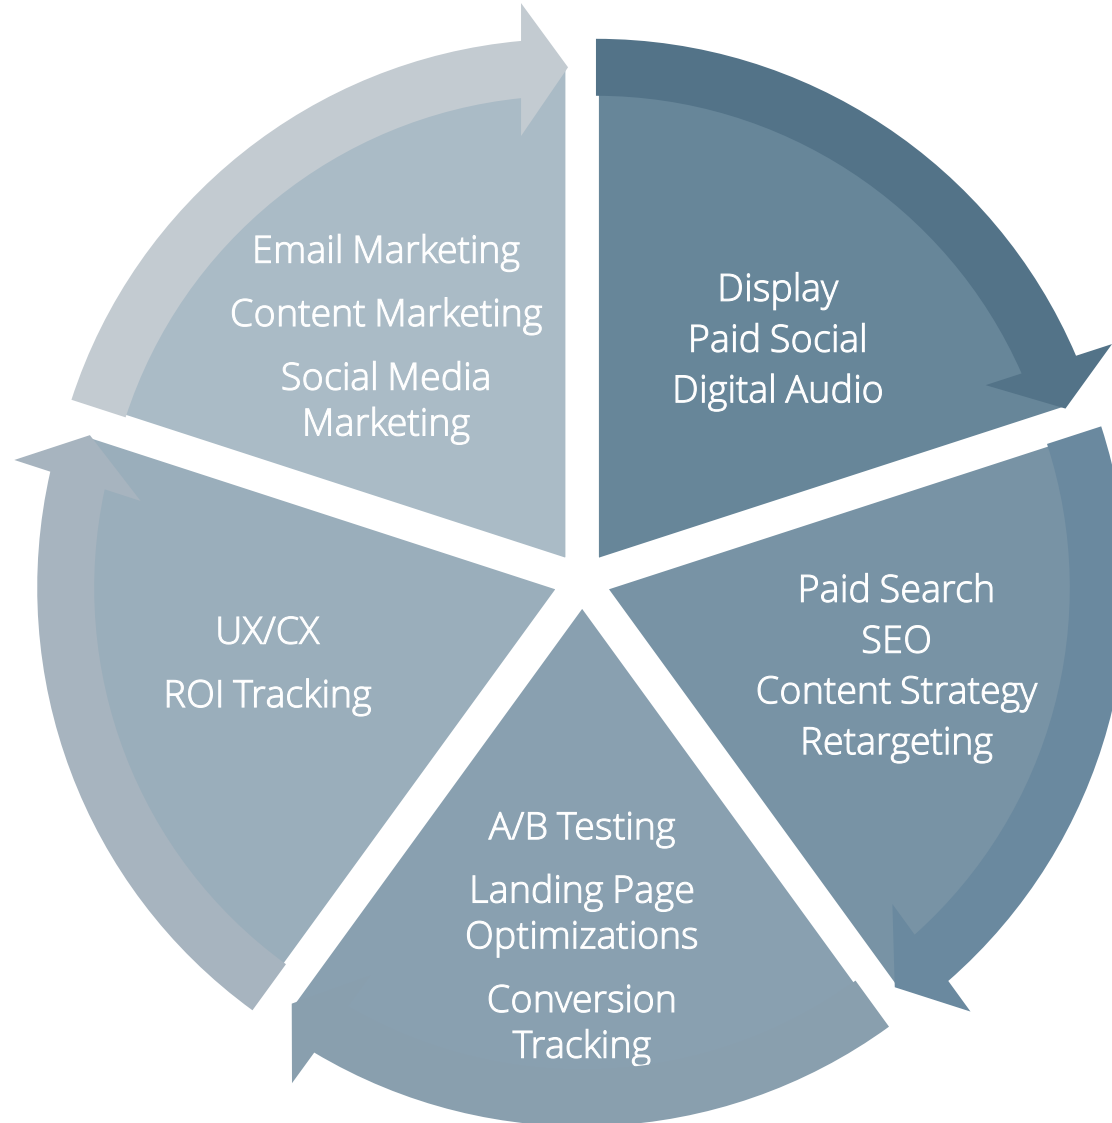 Email Marketing
Content Marketing
Social Media
Marketing
Display
Paid Social
Digital Audio
Paid Search
SEO
Content Strategy
Retargeting
A/B Testing
Landing Page
Optimizations
Conversion
Tracking
UX/CX
ROI Tracking